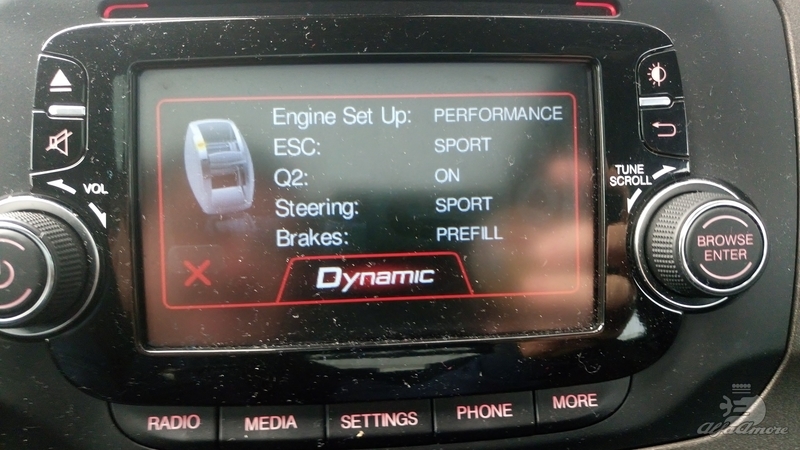 Engine Set Up: PERFORMANCE
ESC: SPORT
Q2: ON
Steering: SPORT
Brakes: PREFILL
Dynamic
VOL
TUNE
SCROLL
BROWSE
ENTER
RADIO
MEDIA
SETTINGS
PHONE
MORE
AlfaAmore